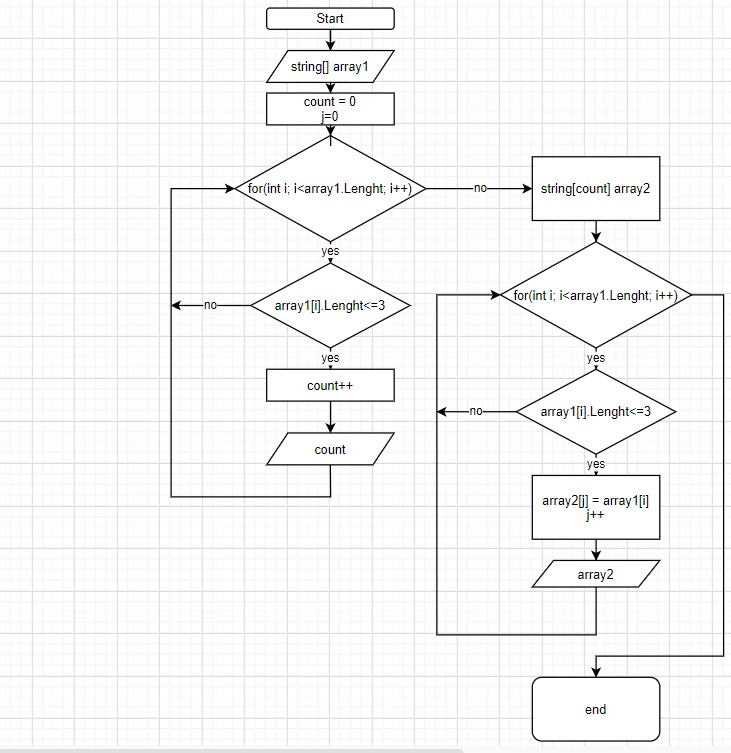 Start
string[] array1
count = 0
j=0
for(int i; i<array1.Lenght; i++)
no
string[count] array2
yes
array1[i].Lenght<=3
no
yes
count++
count
for(int i; i<array1.Lenght; i++)
yes
array1[i].Lenght<=3
no
yes
array2[j] = array1[i]
j++
array2
end